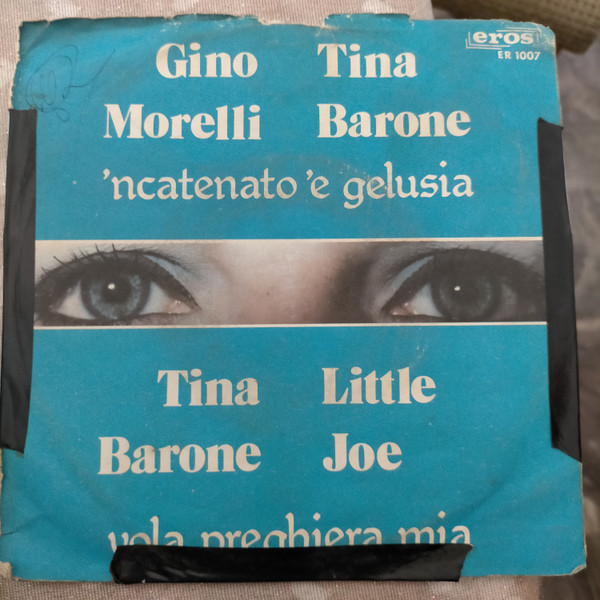 eros
ER 1007
Gino Tina
Morelli Barone
'ncatenato 'e gelusia
Tina Little
Barone Joe
vola preghiera mia